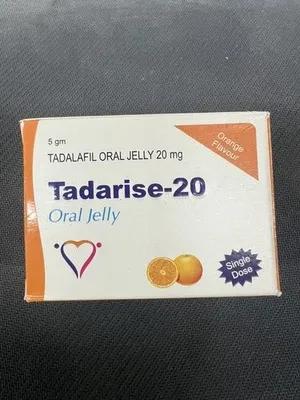 5 gm
TADALAFIL ORAL JELLY 20 mg
Orange
Flavour
Tadarise-20
Oral Jelly
Single
Dose